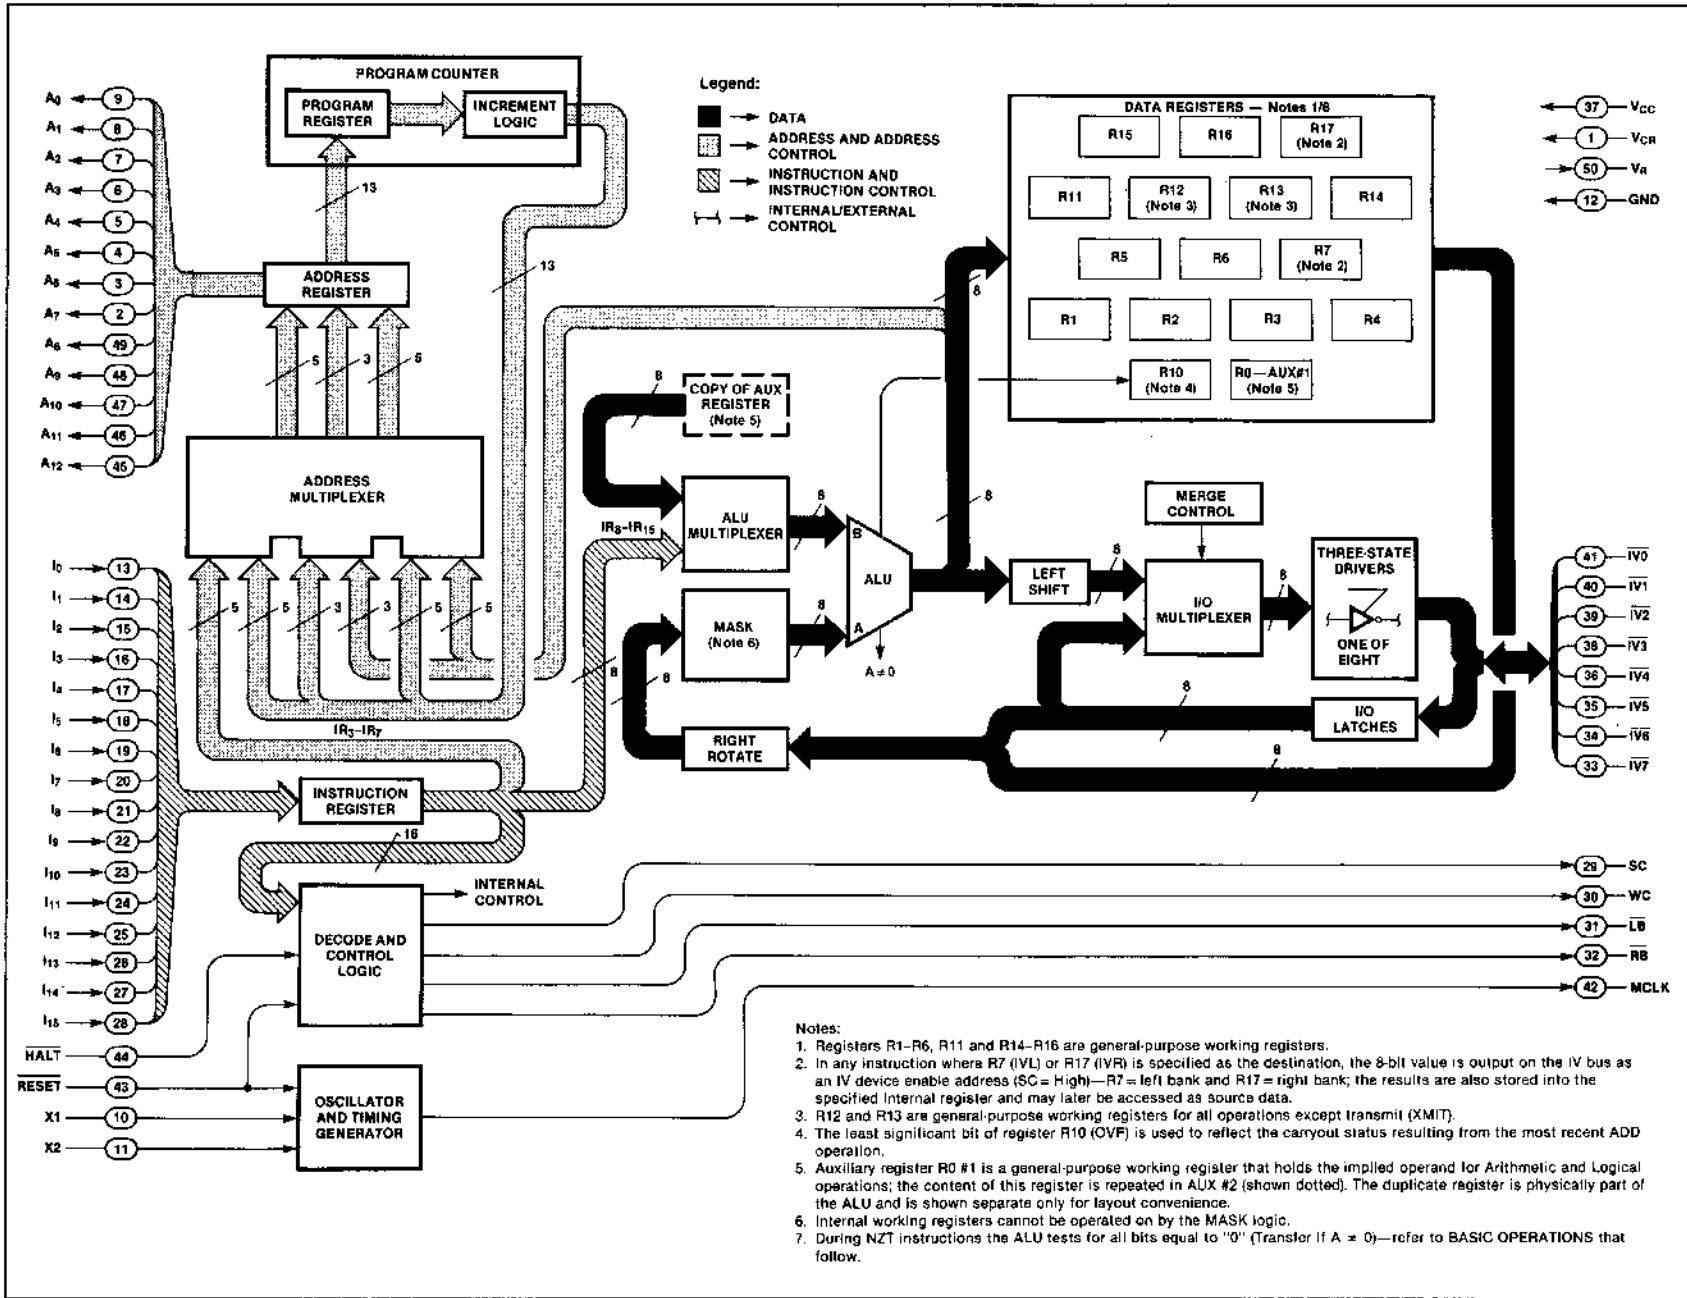 PROGRAM COUNTER
PROGRAM
REGISTER
INCREMENT
LOGIC
13
ADDRESS
REGISTER
13
5
3
5
ADDRESS
MULTIPLEXER
5
5
3
3
5
5
IR3-IR7
A0 9
A1 8
A2 7
A3 6
A4 5
A5 4
A6 3
A7 2
A8 49
A9 48
A10 47
A11 46
A12 45
I0 13
I1 14
I2 15
I3 16
I4 17
I5 18
I6 19
I7 20
I8 21
I9 22
I10 23
I11 24
I12 25
I13 26
I14 27
I15 28
HALT 44
RESET 43
X1 10
X2 11
INSTRUCTION
REGISTER
16
INTERNAL
CONTROL
DECODE AND
CONTROL
LOGIC
OSCILLATOR
AND TIMING
GENERATOR
Legend:
DATA
ADDRESS AND ADDRESS
CONTROL
INSTRUCTION AND
INSTRUCTION CONTROL
INTERNAL/EXTERNAL
CONTROL
8
COPY OF AUX
REGISTER
(Note 5)
IR8-IR15
ALU
MULTIPLEXER
8
MASK
(Note 6)
8
8
8
RIGHT
ROTATE
B
ALU
A
A≠0
8
8
8
DATA REGISTERS — Notes 1/6
R15 R16 R17
(Note 2)
R11 R12
(Note 3) R13
(Note 3) R14
R5 R6 R7
(Note 2)
R1 R2 R3 R4
R10
(Note 4) R0—AUX#1
(Note 5)
LEFT
SHIFT
8
MERGE
CONTROL
I/O
MULTIPLEXER
8
THREE-STATE
DRIVERS
ONE OF
EIGHT
I/O
LATCHES
8
8
37 VCC
1 VCR
50 VR
12 GND
41 IV0
40 IV1
39 IV2
38 IV3
36 IV4
35 IV5
34 IV6
33 IV7
29 SC
30 WC
31 LB
32 RB
42 MCLK
Notes:
1. Registers R1-R6, R11 and R14-R16 are general-purpose working registers.
2. In any instruction where R7 (IVL) or R17 (IVR) is specified as the destination, the 8-bit value is output on the IV bus as
an IV device enable address (SC = High)—R7 = left bank and R17 = right bank; the results are also stored into the
specified internal register and may later be accessed as source data.
3. R12 and R13 are general-purpose working registers for all operations except transmit (XMIT).
4. The least significant bit of register R10 (OVF) is used to reflect the carryout status resulting from the most recent ADD
operation.
5. Auxiliary register R0 #1 is a general-purpose working register that holds the implied operand for Arithmetic and Logical
operations; the content of this register is repeated in AUX #2 (shown dotted). The duplicate register is physically part of
the ALU and is shown separate only for layout convenience.
6. Internal working registers cannot be operated on by the MASK logic.
7. During NZT instructions the ALU tests for all bits equal to "0" (Transfer if A ≠ 0)—refer to BASIC OPERATIONS that
follow.